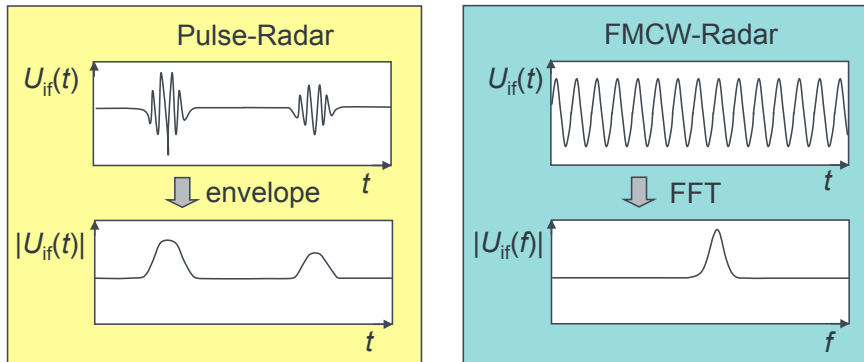 Pulse-Radar
U_if(t)
t
envelope
|U_if(t)|
t
FMCW-Radar
U_if(t)
t
FFT
|U_if(f)|
f